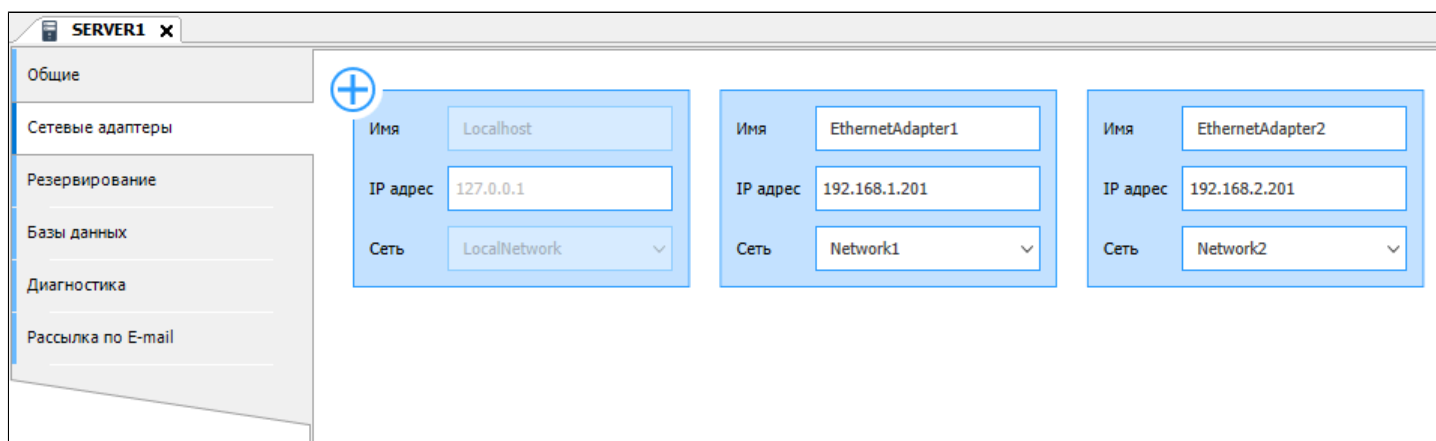 SERVER1
Общие
Сетевые адаптеры
Резервирование
Базы данных
Диагностика
Рассылка по E-mail
Имя Localhost
IP адрес 127.0.0.1
Сеть LocalNetwork
Имя EthernetAdapter1
IP адрес 192.168.1.201
Сеть Network1
Имя EthernetAdapter2
IP адрес 192.168.2.201
Сеть Network2